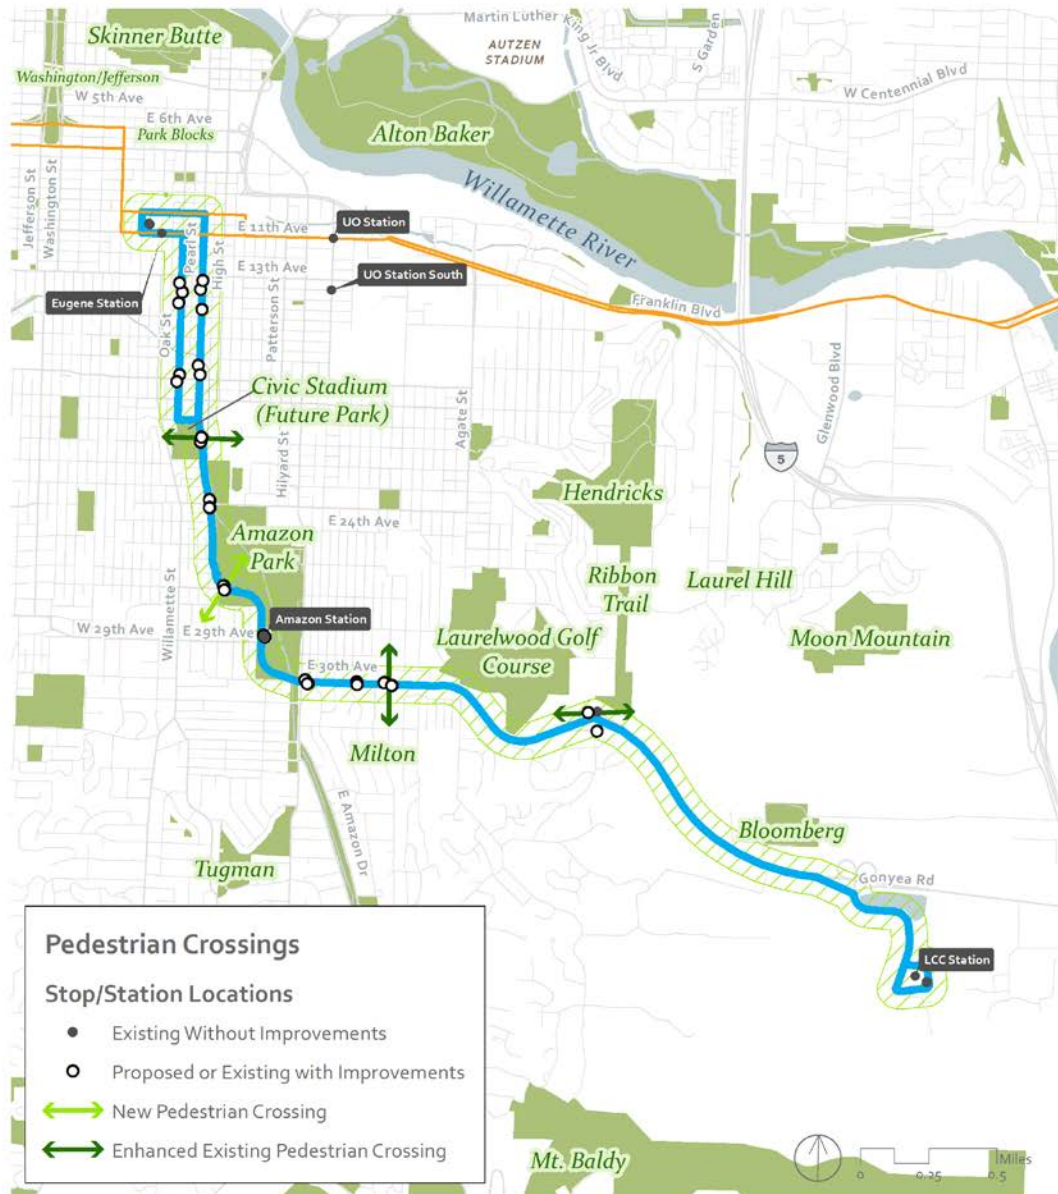 Martin Luther
King Jr Blvd
S Garden
Skinner Butte
AUTZEN
STADIUM
Washington/Jefferson
W Centennial Blvd
W 5th Ave
E 6th Ave
Park Blocks
Alton Baker
Willamette River
Jefferson St
Washington St
Pearl St
High St
E 11th Ave
UO Station
E 13th Ave
UO Station South
Eugene Station
Patterson St
Franklin Blvd
Oak St
Civic Stadium
(Future Park)
Agate St
Glenwood Blvd
5
Hilyard St
Hendricks
E 24th Ave
Amazon
Park
Ribbon
Trail
Laurel Hill
Willamette St
Amazon Station
W 29th Ave
E 29th Ave
Laurelwood Golf
Course
Moon Mountain
E 30th Ave
Milton
E Amazon Dr
Bloomberg
Tugman
Gonyea Rd
LCC Station
Pedestrian Crossings
Stop/Station Locations
Existing Without Improvements
Proposed or Existing with Improvements
New Pedestrian Crossing
Enhanced Existing Pedestrian Crossing
Mt. Baldy
Miles
0 0.25 0.5